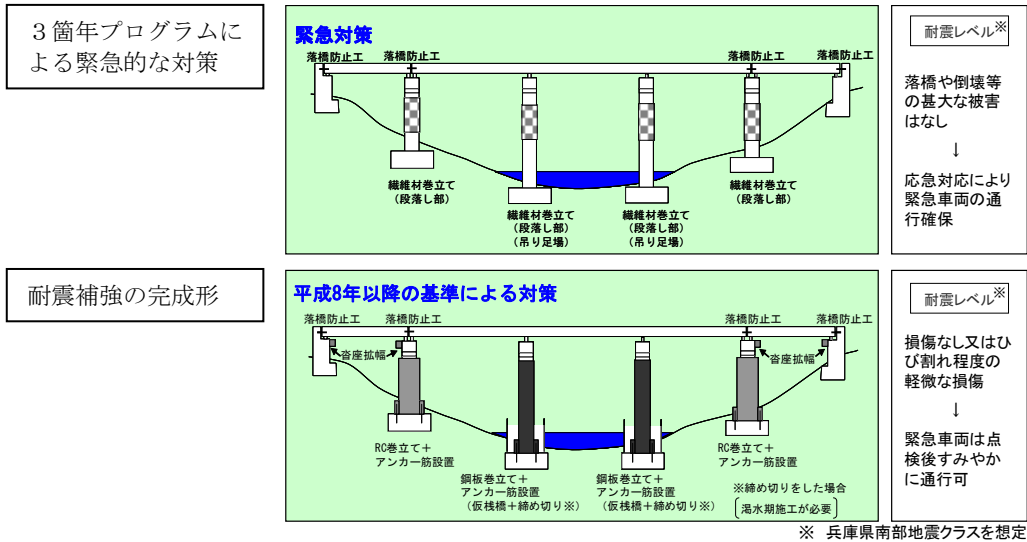 ３箇年プログラムに
よる緊急的な対策
緊急対策
落橋防止工
落橋防止工
落橋防止工
落橋防止工
繊維材巻立て
（段落し部）
繊維材巻立て
（段落し部）
（吊り足場）
繊維材巻立て
（段落し部）
（吊り足場）
繊維材巻立て
（段落し部）
耐震レベル※
落橋や倒壊等
の甚大な被害
はなし
↓
応急対応により
緊急車両の通
行確保
耐震補強の完成形
平成8年以降の基準による対策
落橋防止工
落橋防止工
落橋防止工
落橋防止工
沓座拡幅
沓座拡幅
RC巻立て＋
アンカー筋設置
鋼板巻立て＋
アンカー筋設置
（仮桟橋＋締め切り※）
鋼板巻立て＋
アンカー筋設置
（仮桟橋＋締め切り※）
RC巻立て＋
アンカー筋設置
※締め切りをした場合
渇水期施工が必要
耐震レベル※
損傷なし又はひ
び割れ程度の
軽微な損傷
↓
緊急車両は点
検後すみやか
に通行可
※　兵庫県南部地震クラスを想定